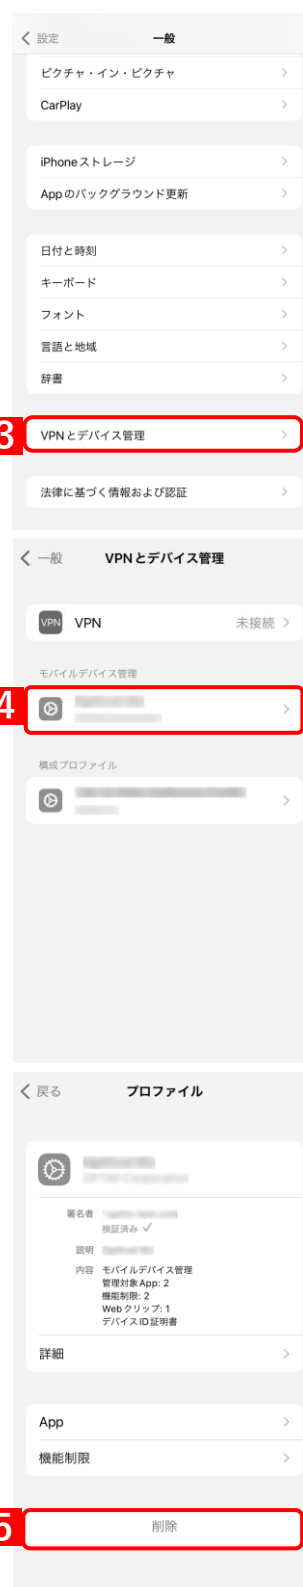 設定
一般
ピクチャ・イン・ピクチャ
CarPlay
iPhoneストレージ
Appのバックグラウンド更新
日付と時刻
キーボード
フォント
言語と地域
辞書
3
VPNとデバイス管理
法律に基づく情報および認証
一般
VPNとデバイス管理
VPN
VPN
未接続
モバイルデバイス管理
4
構成プロファイル
戻る
プロファイル
署名者
検証済み
説明
内容 モバイルデバイス管理
管理対象App: 2
機能制限: 2
Webクリップ: 1
デバイスID証明書
詳細
App
機能制限
5
削除